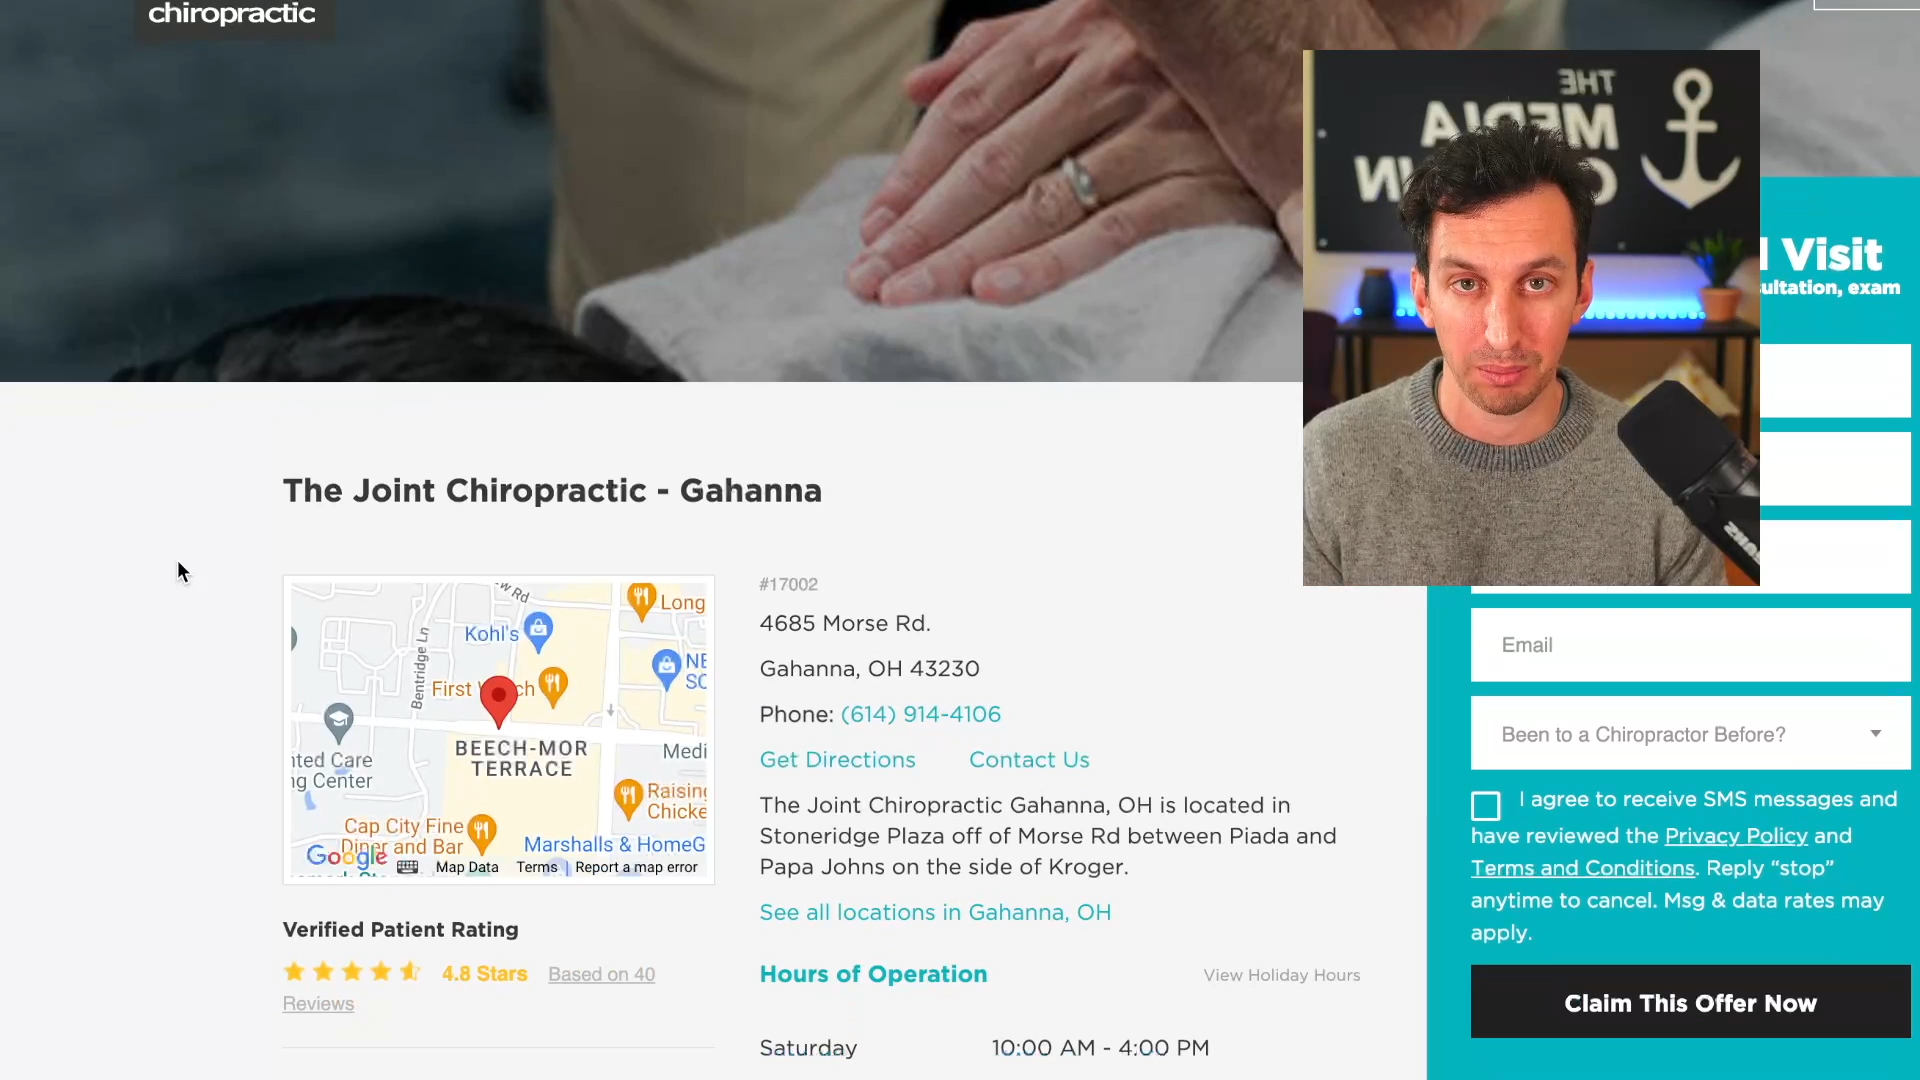 chiropractic
THE
MEDIA
Visit
exam
The Joint Chiropractic - Gahanna
#17002
4685 Morse Rd.
Gahanna, OH 43230
Phone: (614) 914-4106
Get Directions
Contact Us
The Joint Chiropractic Gahanna, OH is located in
Stoneridge Plaza off of Morse Rd between Piada and
Papa Johns on the side of Kroger.
See all locations in Gahanna, OH
Hours of Operation
View Holiday Hours
Saturday
10:00 AM - 4:00 PM
Rd
Long
Kohl's
Bentridge Ln
First
BEECH-MOR
TERRACE
Care
Center
Cap City Fine
Diner and Bar
Marshalls & HomeG
Google
Map Data
Terms
Report a map error
Verified Patient Rating
4.8 Stars
Based on 40
Reviews
Email
Been to a Chiropractor Before?
I agree to receive SMS messages and
have reviewed the Privacy Policy and
Terms and Conditions. Reply “stop”
anytime to cancel. Msg & data rates may
apply.
Claim This Offer Now